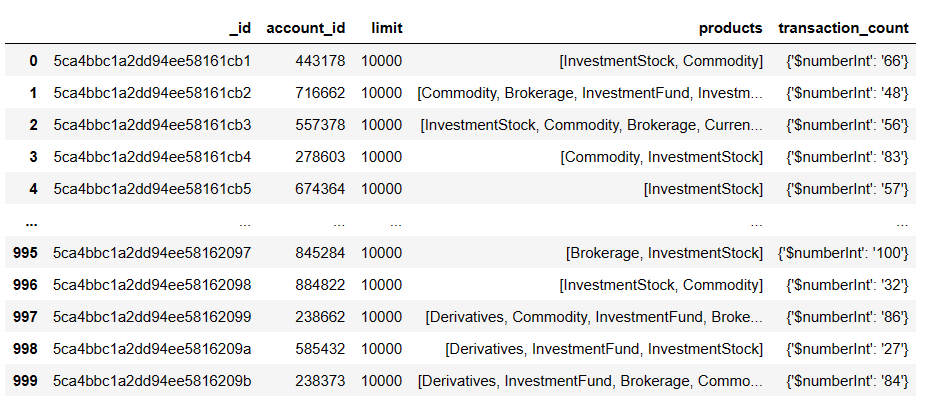 _id account_id limit products transaction_count
0 5ca4bbc1a2dd94ee58161cb1 443178 10000 [InvestmentStock, Commodity] {'$numberInt': '66'}
1 5ca4bbc1a2dd94ee58161cb2 716662 10000 [Commodity, Brokerage, InvestmentFund, Investm... {'$numberInt': '48'}
2 5ca4bbc1a2dd94ee58161cb3 557378 10000 [InvestmentStock, Commodity, Brokerage, Curren... {'$numberInt': '56'}
3 5ca4bbc1a2dd94ee58161cb4 278603 10000 [Commodity, InvestmentStock] {'$numberInt': '83'}
4 5ca4bbc1a2dd94ee58161cb5 674364 10000 [InvestmentStock] {'$numberInt': '57'}
... ... ... ... ... ...
995 5ca4bbc1a2dd94ee58162097 845284 10000 [Brokerage, InvestmentStock] {'$numberInt': '100'}
996 5ca4bbc1a2dd94ee58162098 884822 10000 [InvestmentStock, Commodity] {'$numberInt': '32'}
997 5ca4bbc1a2dd94ee58162099 238662 10000 [Derivatives, Commodity, InvestmentFund, Broke... {'$numberInt': '86'}
998 5ca4bbc1a2dd94ee5816209a 585432 10000 [Derivatives, InvestmentFund, InvestmentStock] {'$numberInt': '27'}
999 5ca4bbc1a2dd94ee5816209b 238373 10000 [Derivatives, InvestmentFund, Brokerage, Commo... {'$numberInt': '84'}